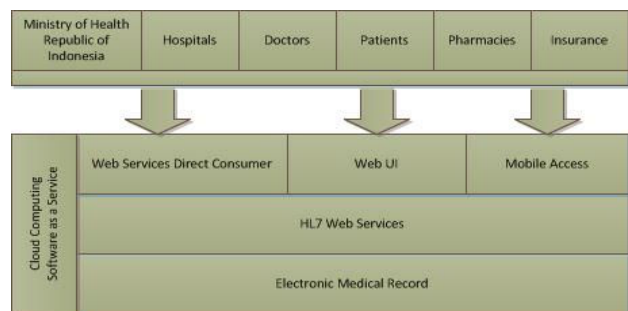 Ministry of Health
Republic of
Indonesia
Hospitals
Doctors
Patients
Pharmacies
Insurance
Cloud Computing
Software as a Service
Web Services Direct Consumer
Web UI
Mobile Access
HL7 Web Services
Electronic Medical Record